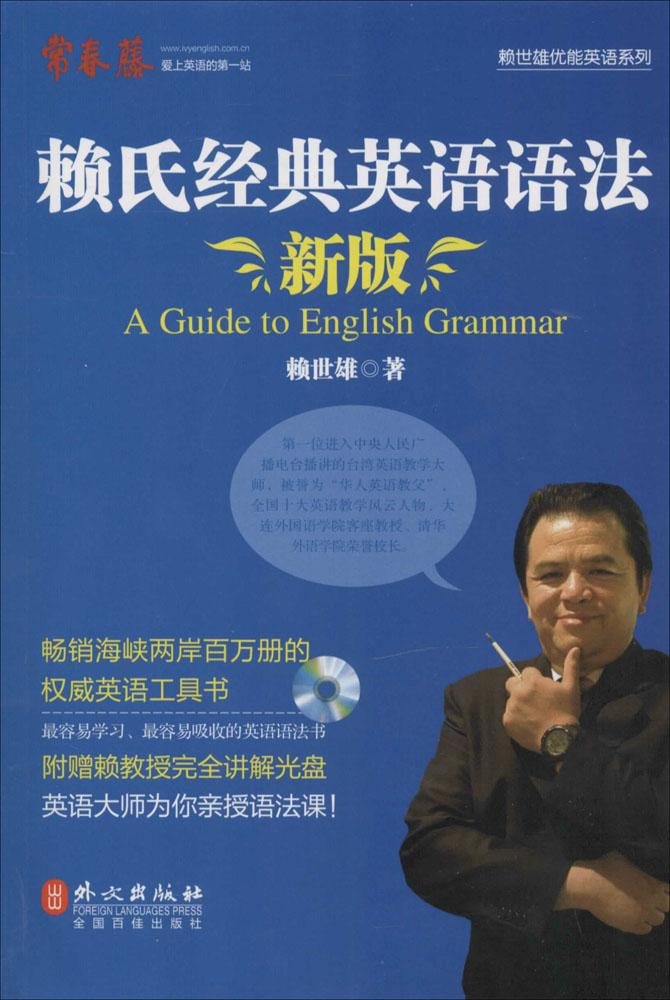 常春藤
www.ivyenglish.com.cn
爱上英语的第一站
赖世雄优能英语系列
赖氏经典英语语法
新版
A Guide to English Grammar
赖世雄◎著
第一位进入中央人民广
播电台播讲的台湾英语教学大
师，被誉为“华人英语教父”，
全国十大英语教学风云人物，大
连外国语学院客座教授、清华
外语学院荣誉校长。
畅销海峡两岸百万册的
权威英语工具书
最容易学习、最容易吸收的英语语法书
附赠赖教授完全讲解光盘
英语大师为你亲授语法课！
外文出版社
FOREIGN LANGUAGES PRESS
全国百佳出版社